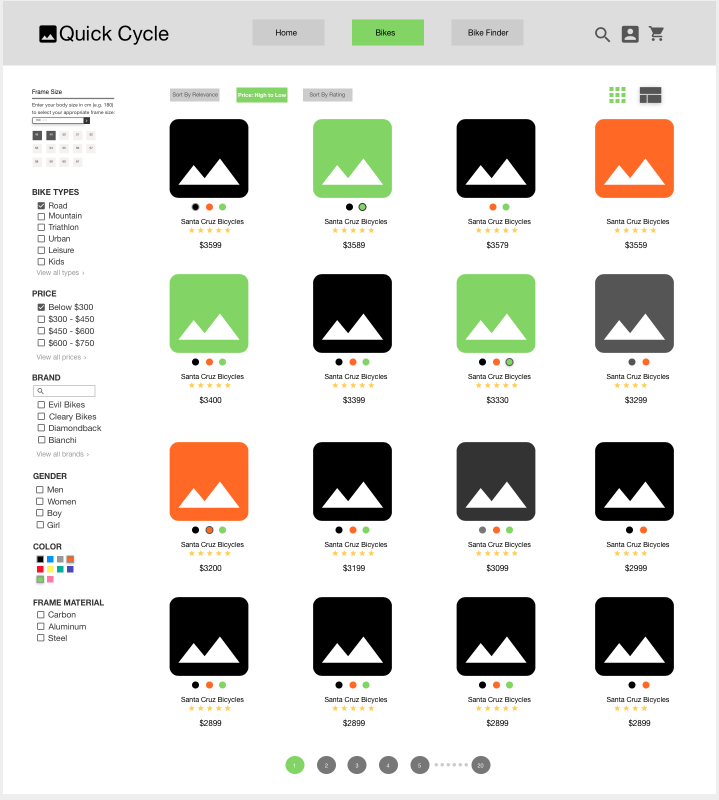 Quick Cycle
Home
Bikes
Bike Finder
Frame Size
Enter your body size in cm (e.g. 180)
to select your appropriate frame size:
Sort By Relevance
Price: High to Low
Sort By Rating
BIKE TYPES
Road
Mountain
Triathlon
Urban
Leisure
Kids
View all types ›
PRICE
Below $300
$300 - $450
$450 - $600
$600 - $750
View all prices ›
BRAND
Evil Bikes
Cleary Bikes
Diamondback
Bianchi
View all brands ›
GENDER
Men
Women
Boy
Girl
COLOR
FRAME MATERIAL
Carbon
Aluminum
Steel
Santa Cruz Bicycles
$3599
Santa Cruz Bicycles
$3589
Santa Cruz Bicycles
$3579
Santa Cruz Bicycles
$3559
Santa Cruz Bicycles
$3400
Santa Cruz Bicycles
$3399
Santa Cruz Bicycles
$3330
Santa Cruz Bicycles
$3299
Santa Cruz Bicycles
$3200
Santa Cruz Bicycles
$3199
Santa Cruz Bicycles
$3099
Santa Cruz Bicycles
$2999
Santa Cruz Bicycles
$2899
Santa Cruz Bicycles
$2899
Santa Cruz Bicycles
$2899
Santa Cruz Bicycles
$2899
1 2 3 4 5 20